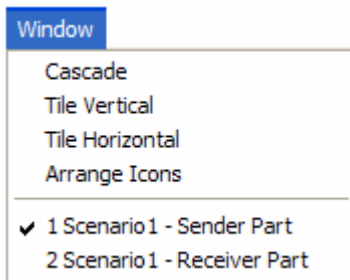 Window
Cascade
Tile Vertical
Tile Horizontal
Arrange Icons
1 Scenario1 - Sender Part
2 Scenario1 - Receiver Part